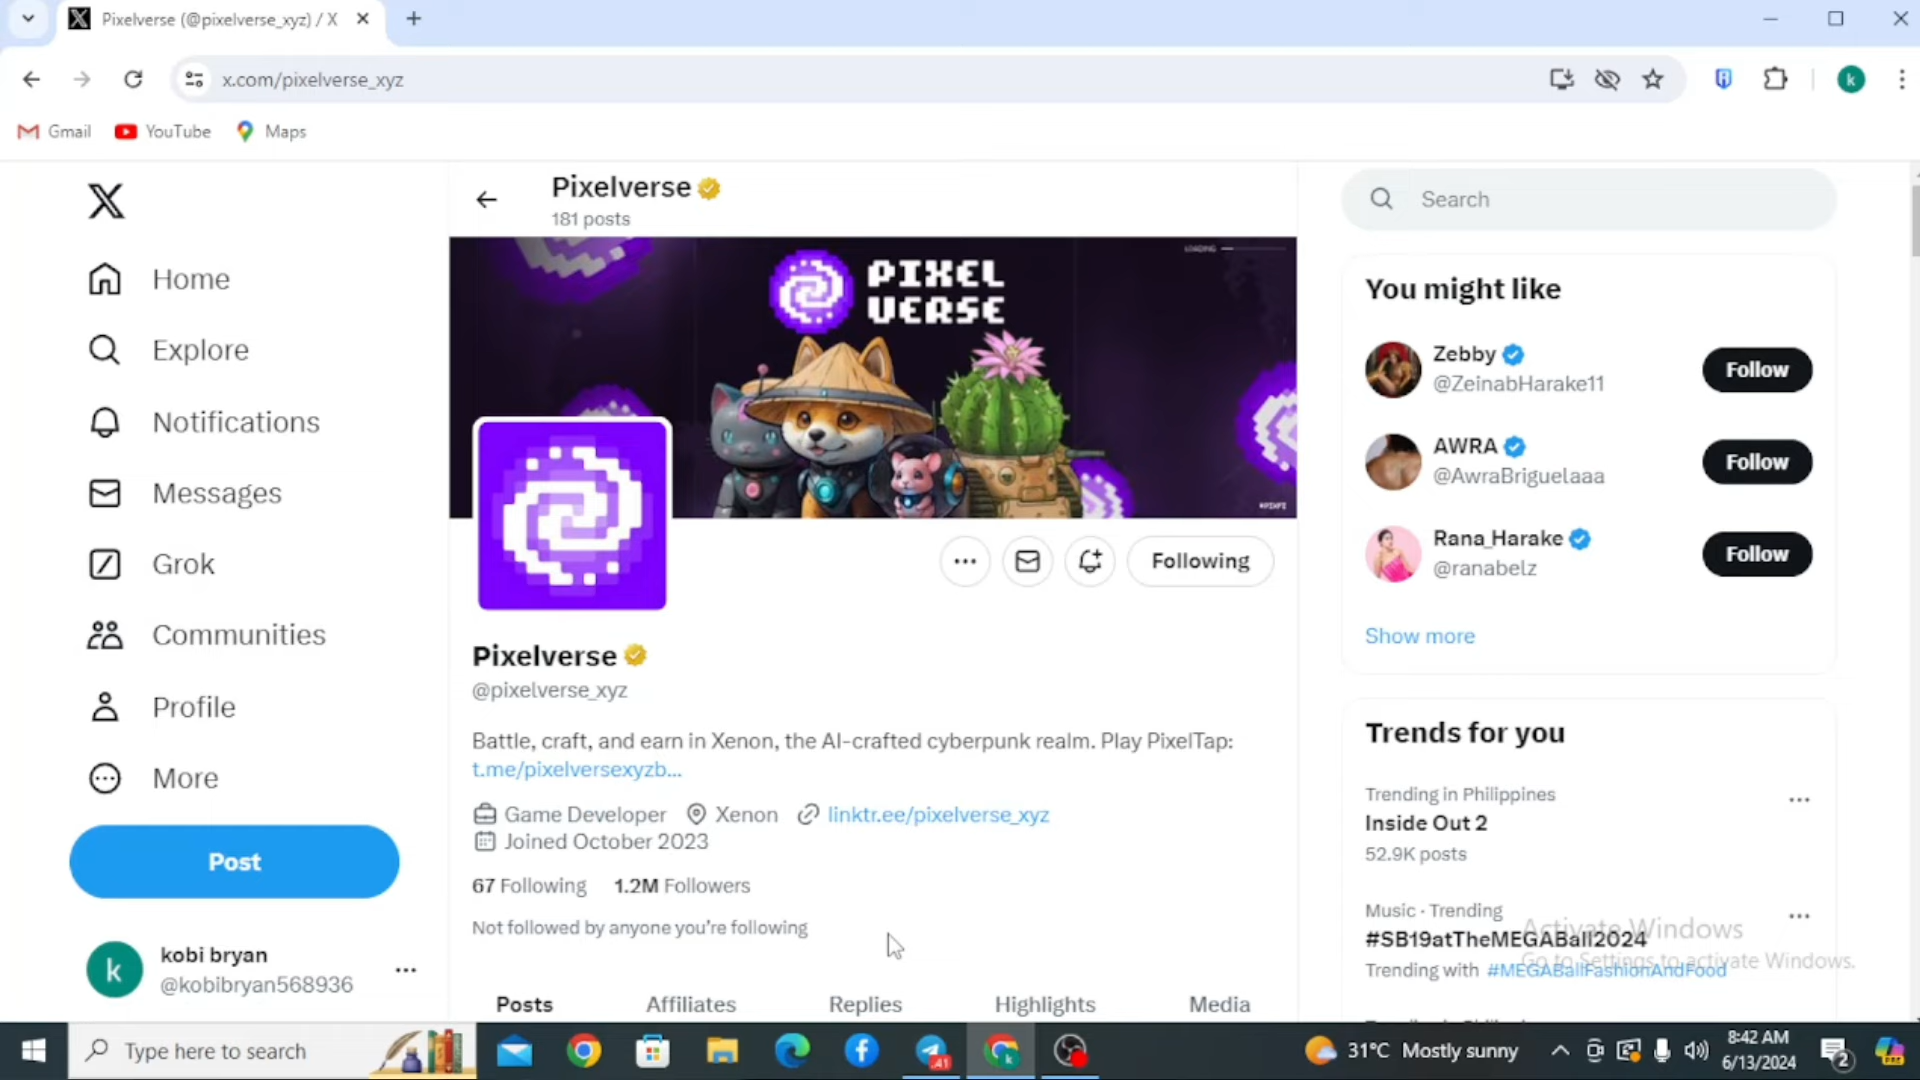 Pixelverse (@pixelverse_xyz) / X
x.com/pixelverse_xyz
k
Gmail
YouTube
Maps
Home
Explore
Notifications
Messages
Grok
Communities
Profile
More
Post
k
kobi bryan
@kobibryan568936
Pixelverse
181 posts
LOADING
PIXEL
VERSE
Following
Pixelverse
@pixelverse_xyz
Battle, craft, and earn in Xenon, the AI-crafted cyberpunk realm. Play PixelTap:
t.me/pixelversexyzb...
Game Developer Xenon linktr.ee/pixelverse_xyz
Joined October 2023
67 Following 1.2M Followers
Not followed by anyone you're following
Posts Affiliates Replies Highlights Media
Search
You might like
Zebby
@ZeinabHarake11
Follow
AWRA
@AwraBriguelaaa
Follow
Rana_Harake
@ranabelz
Follow
Show more
Trends for you
Trending in Philippines
Inside Out 2
52.9K posts
Music · Trending
#SB19atTheMEGABall2024
Trending with #MEGABallFashionAndFood
Activate Windows
Go to Settings to activate Windows.
Type here to search
31°C Mostly sunny
8:42 AM
6/13/2024
2